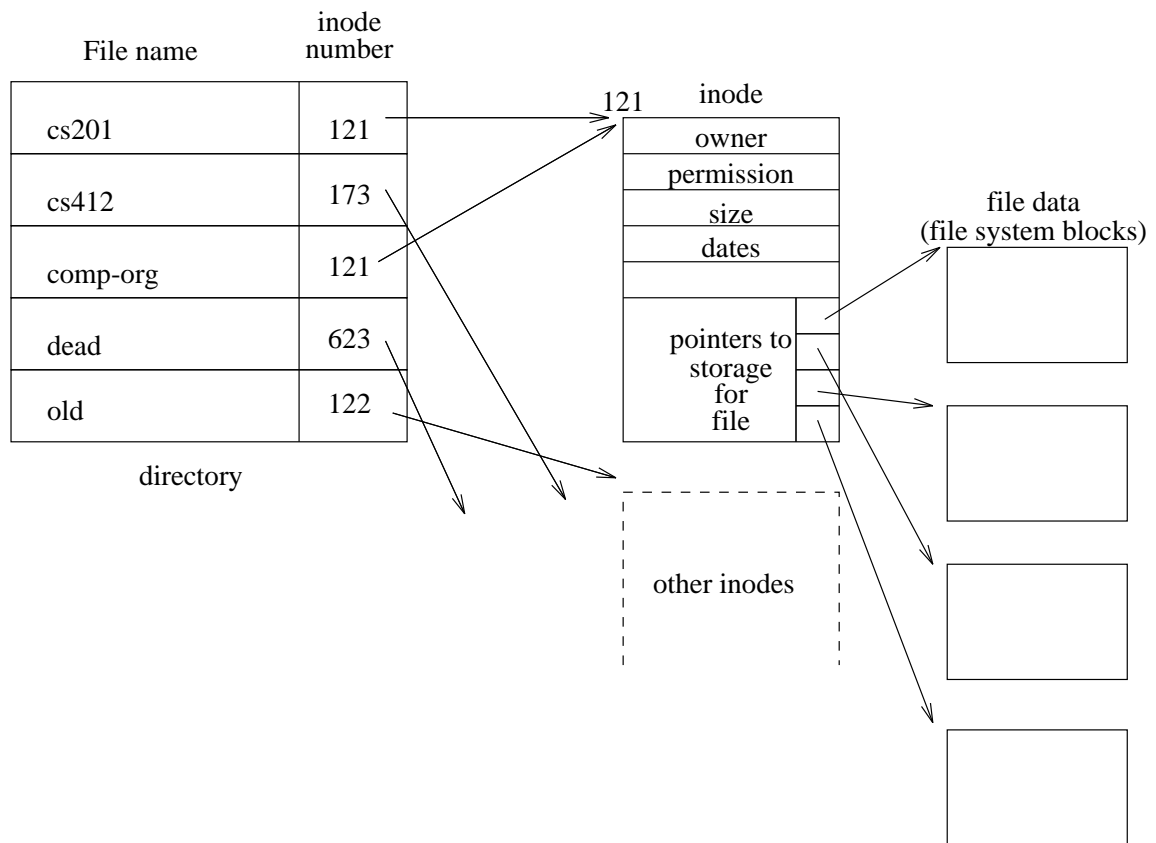 File name
inode
number
cs201
121
cs412
173
comp-org
121
dead
623
old
122
directory
121
inode
owner
permission
size
dates
pointers to
storage
for
file
other inodes
file data
(file system blocks)